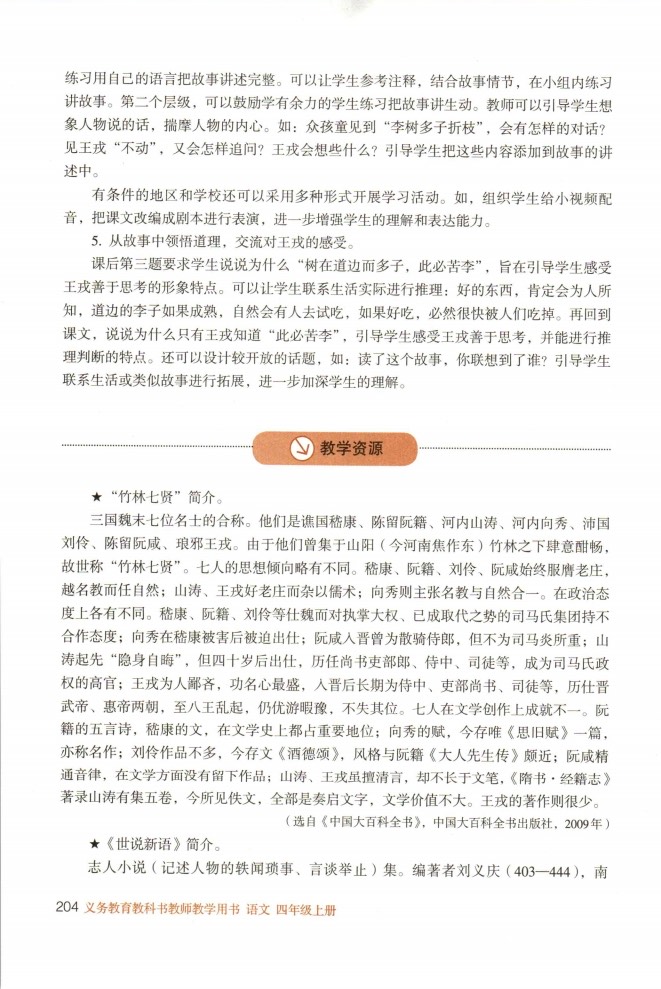 练习用自己的语言把故事讲述完整。可以让学生参考注释，结合故事情节，在小组内练习
讲故事。第二个层级，可以鼓励学有余力的学生练习把故事讲生动。教师可以引导学生想
象人物说的话，揣摩人物的内心。如：众孩童见到“李树多子折枝”，会有怎样的对话？
见王戎“不动”，又会怎样追问？王戎会想些什么？引导学生把这些内容添加到故事的讲
述中。
有条件的地区和学校还可以采用多种形式开展学习活动。如，组织学生给小视频配
音，把课文改编成剧本进行表演，进一步增强学生的理解和表达能力。
5. 从故事中领悟道理，交流对王戎的感受。
课后第三题要求学生说说为什么“树在道边而多子，此必苦李”，旨在引导学生感受
王戎善于思考的形象特点。可以让学生联系生活实际进行推理：好的东西，肯定会为人所
知，道边的李子如果成熟，自然会有人去试吃，如果好吃，必然很快被人们吃掉。再回到
课文，说说为什么只有王戎知道“此必苦李”，引导学生感受王戎善于思考，并能进行推
理判断的特点。还可以设计较开放的话题，如：读了这个故事，你联想到了谁？引导学生
联系生活或类似故事进行拓展，进一步加深学生的理解。
教学资源
★“竹林七贤”简介。
三国魏末七位名士的合称。他们是谯国嵇康、陈留阮籍、河内山涛、河内向秀、沛国
刘伶、陈留阮咸、琅邪王戎。由于他们曾集于山阳（今河南焦作东）竹林之下肆意酣畅，
故世称“竹林七贤”。七人的思想倾向略有不同。嵇康、阮籍、刘伶、阮咸始终服膺老庄，
越名教而任自然；山涛、王戎好老庄而杂以儒术；向秀则主张名教与自然合一。在政治态
度上各有不同。嵇康、阮籍、刘伶等仕魏而对执掌大权、已成取代之势的司马氏集团持不
合作态度；向秀在嵇康被害后被迫出仕；阮咸入晋曾为散骑侍郎，但不为司马炎所重；山
涛起先“隐身自晦”，但四十岁后出仕，历任尚书吏部郎、侍中、司徒等，成为司马氏政
权的高官；王戎为人鄙吝，功名心最盛，入晋后长期为侍中、吏部尚书、司徒等，历仕晋
武帝、惠帝两朝，至八王乱起，仍优游暇豫，不失其位。七人在文学创作上成就不一。阮
籍的五言诗，嵇康的文，在文学史上都占重要地位；向秀的赋，今存唯《思旧赋》一篇，
亦称名作；刘伶作品不多，今存文《酒德颂》，风格与阮籍《大人先生传》颇近；阮咸精
通音律，在文学方面没有留下作品；山涛、王戎虽擅清言，却不长于文笔，《隋书·经籍志》
著录山涛有集五卷，今所见佚文，全部是奏启文字，文学价值不大。王戎的著作则很少。
（选自《中国大百科全书》，中国大百科全书出版社，2009年）
★《世说新语》简介。
志人小说（记述人物的轶闻琐事、言谈举止）集。编著者刘义庆（403—444），南
204 义务教育教科书教师教学用书 语文 四年级上册